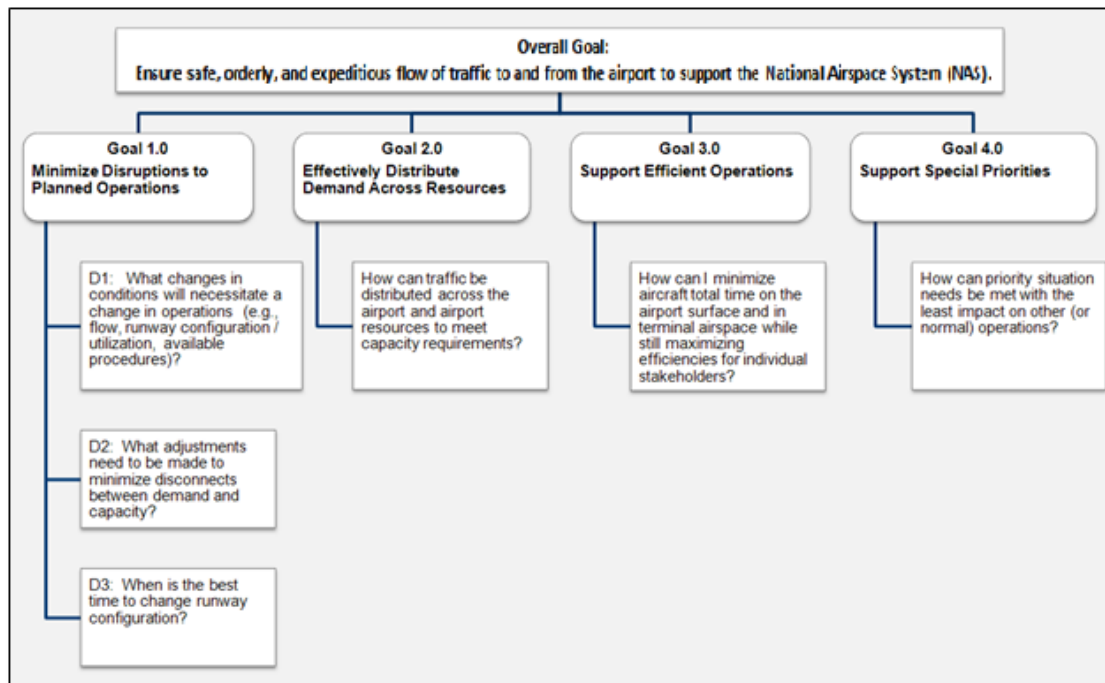 Overall Goal:
Ensure safe, orderly, and expeditious flow of traffic to and from the airport to support the National Airspace System (NAS).
Goal 1.0
Minimize Disruptions to
Planned Operations
Goal 2.0
Effectively Distribute
Demand Across Resources
Goal 3.0
Support Efficient Operations
Goal 4.0
Support Special Priorities
D1: What changes in
conditions will necessitate a
change in operations (e.g.,
flow, runway configuration /
utilization, available
procedures)?
How can traffic be
distributed across the
airport and airport
resources to meet
capacity requirements?
How can I minimize
aircraft total time on the
airport surface and in
terminal airspace while
still maximizing
efficiencies for individual
stakeholders?
How can priority situation
needs be met with the
least impact on other (or
normal) operations?
D2: What adjustments
need to be made to
minimize disconnects
between demand and
capacity?
D3: When is the best
time to change runway
configuration?